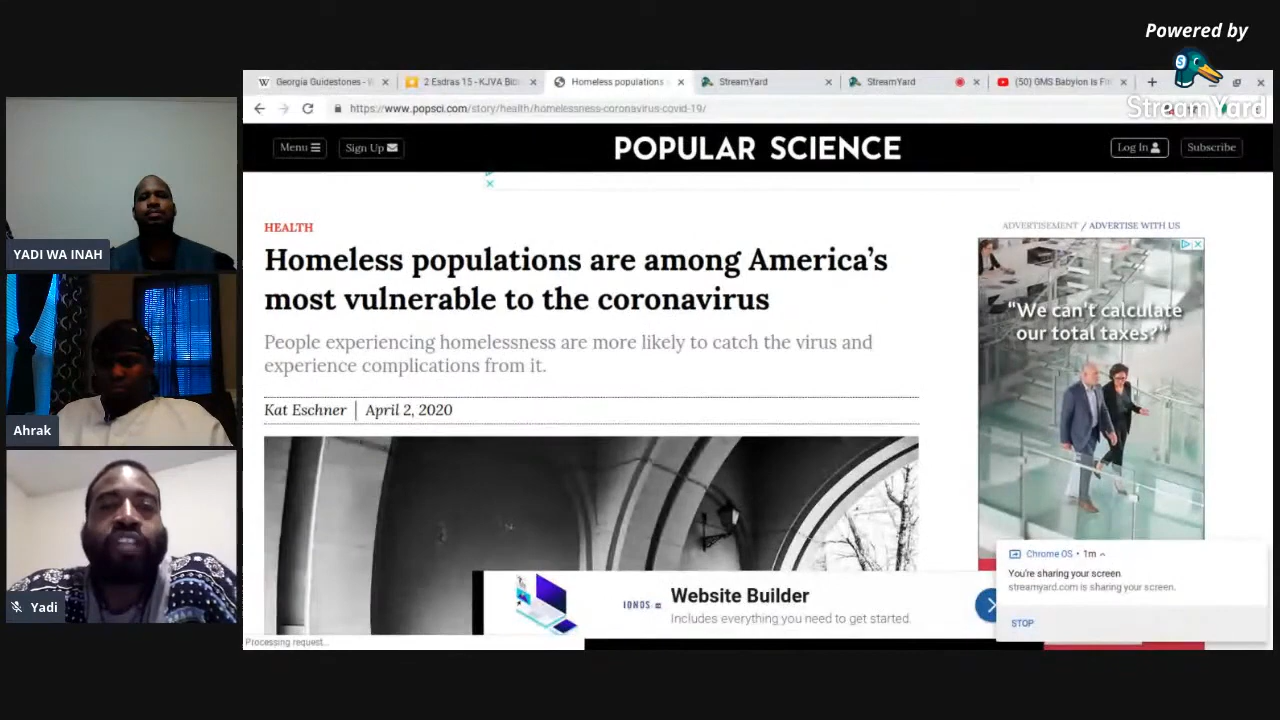 Powered by
StreamYard
Georgia Guidestones - W
2 Esdras 15 - KJVA Bib
Homeless populations
StreamYard
StreamYard
(50) GMS Babylon Is F
https://www.popsci.com/story/health/homelessness-coronavirus-covid-19/
Menu
Sign Up
POPULAR SCIENCE
Log In
Subscribe
ADVERTISEMENT / ADVERTISE WITH US
HEALTH
Homeless populations are among America's
most vulnerable to the coronavirus
People experiencing homelessness are more likely to catch the virus and
experience complications from it.
Kat Eschner | April 2, 2020
"We can't calculate
our total taxes?"
YADI WA INAH
Ahrak
Yadi
IONOS
Website Builder
Includes everything you need to get started.
Chrome OS • 1m
You're sharing your screen
streamyard.com is sharing your screen.
STOP
Processing request...